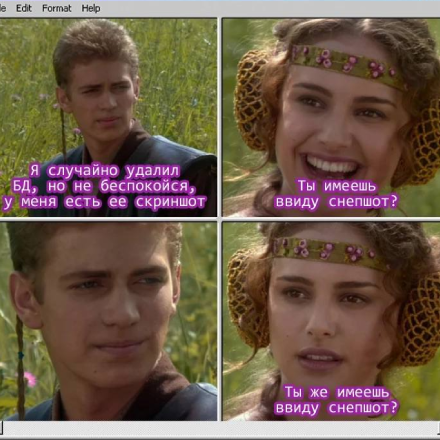 Edit Format Help
Я случайно удалил
БД, но не беспокойся,
у меня есть ее скриншот
Ты имеешь
ввиду снепшот?
Ты же имеешь
ввиду снепшот?